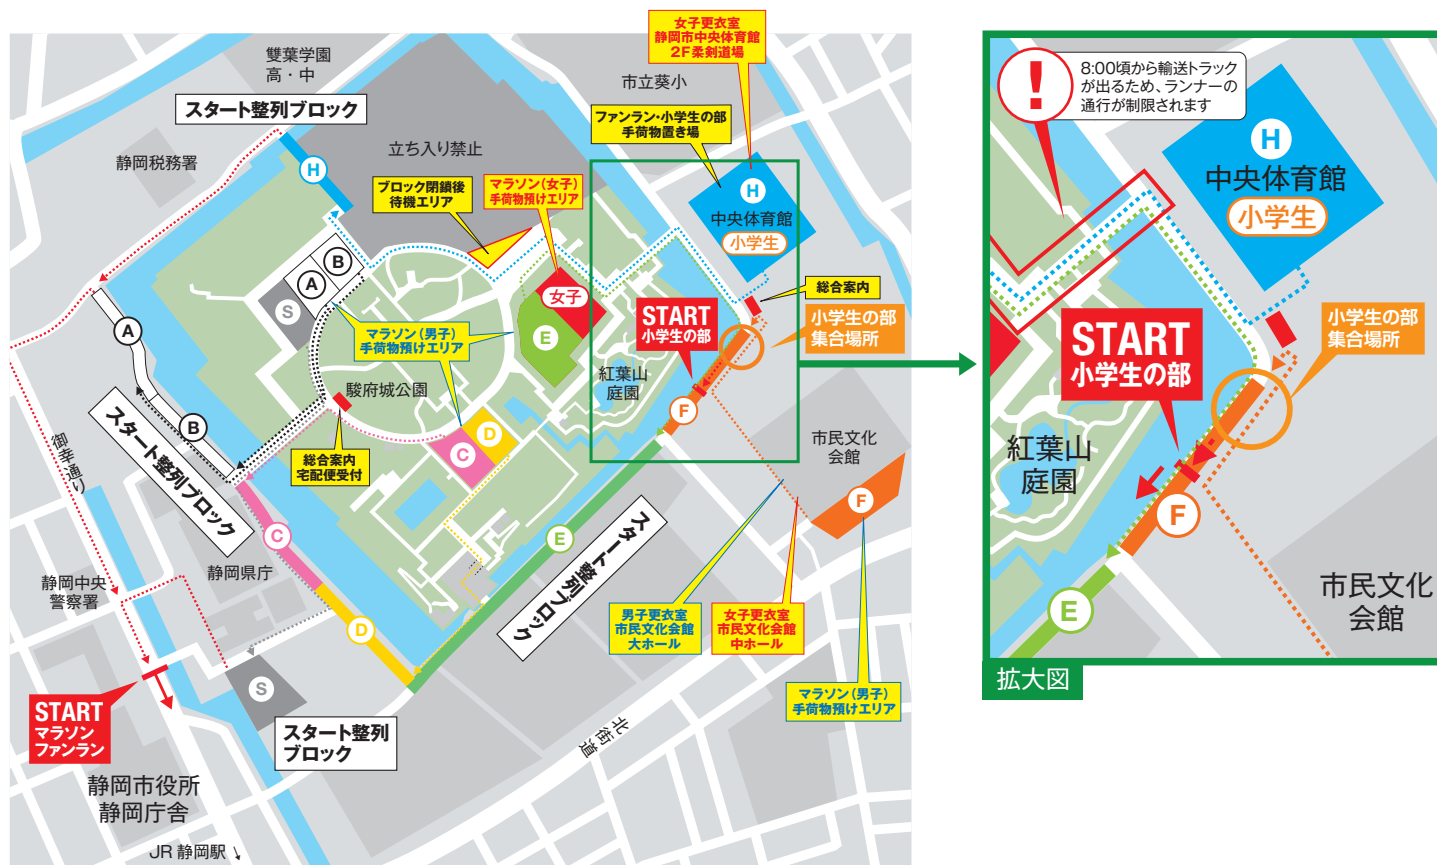 女子更衣室
静岡市中央体育館
2F柔剣道場
雙葉学園
高・中
市立葵小
スタート整列ブロック
ファンラン・小学生の部
手荷物置き場
静岡税務署
立ち入り禁止
H
ブロック閉鎖後
待機エリア
マラソン（女子）
手荷物預けエリア
H
中央体育館
小学生
B
A
S
総合案内
女子
START
小学生の部
小学生の部
集合場所
A
E
マラソン（男子）
手荷物預けエリア
紅葉山
庭園
駿府城公園
F
B
D
C
スタート整列ブロック
御幸通り
総合案内
宅配便受付
市民文化
会館
F
C
E
スタート整列ブロック
静岡県庁
静岡中央
警察署
D
男子更衣室
市民文化会館
大ホール
女子更衣室
市民文化会館
中ホール
S
マラソン（男子）
手荷物預けエリア
START
マラソン
ファンラン
スタート整列
ブロック
北街道
静岡市役所
静岡庁舎
JR 静岡駅
!
8:00頃から輸送トラック
が出るため、ランナーの
通行が制限されます
H
中央体育館
小学生
START
小学生の部
小学生の部
集合場所
紅葉山
庭園
F
E
市民文化
会館
拡大図